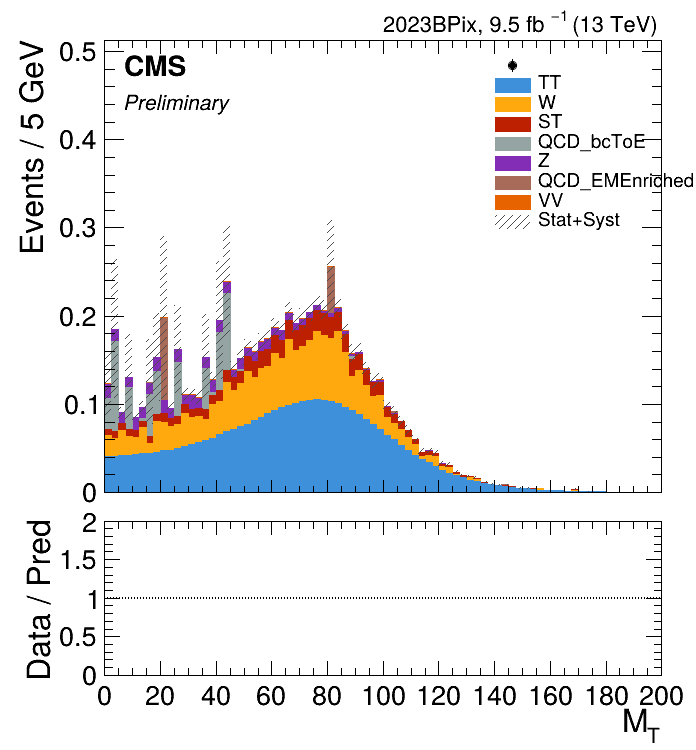 2023BPix, 9.5 fb⁻¹ (13 TeV)
CMS
Preliminary
TT
W
ST
QCD_bcToE
Z
QCD_EMEnriched
VV
Stat+Syst
Events / 5 GeV
0.5
0.4
0.3
0.2
0.1
0
Data / Pred
2
1.5
1
0.5
0
0 20 40 60 80 100 120 140 160 180 200
M_T